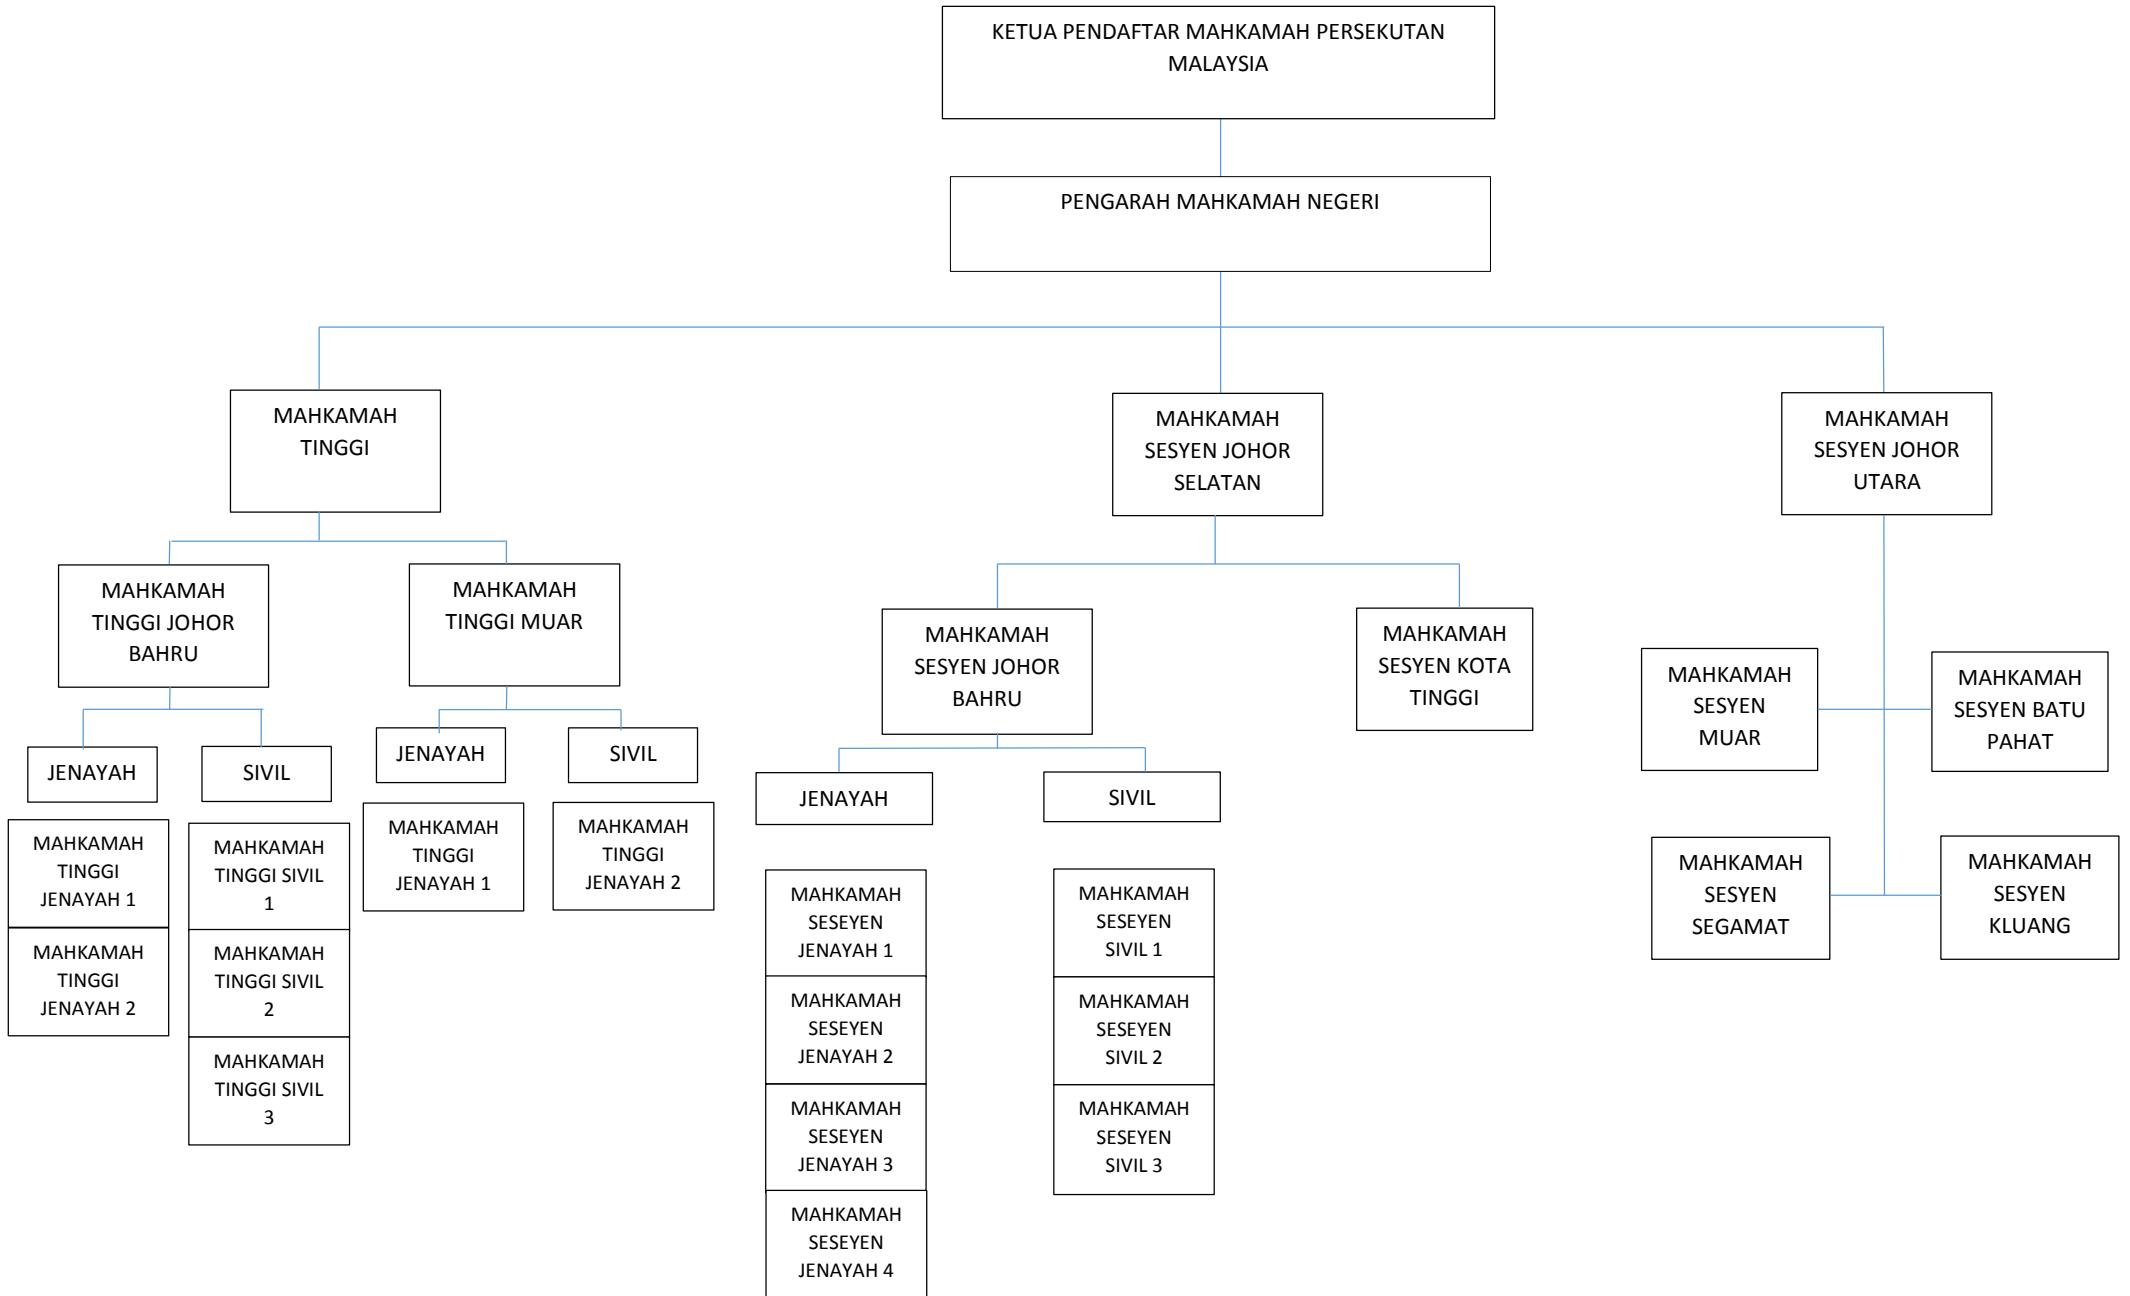 KETUA PENDAFTAR MAHKAMAH PERSEKUTAN
MALAYSIA
PENGARAH MAHKAMAH NEGERI
MAHKAMAH
TINGGI
MAHKAMAH
SESYEN JOHOR
SELATAN
MAHKAMAH
SESYEN JOHOR
UTARA
MAHKAMAH
TINGGI JOHOR
BAHRU
MAHKAMAH
TINGGI MUAR
MAHKAMAH
SESYEN JOHOR
BAHRU
MAHKAMAH
SESYEN KOTA
TINGGI
MAHKAMAH
SESYEN
MUAR
MAHKAMAH
SESYEN BATU
PAHAT
JENAYAH
SIVIL
JENAYAH
SIVIL
JENAYAH
SIVIL
MAHKAMAH
TINGGI
JENAYAH 1
MAHKAMAH
TINGGI
JENAYAH 2
MAHKAMAH
TINGGI SIVIL
1
MAHKAMAH
TINGGI SIVIL
2
MAHKAMAH
TINGGI SIVIL
3
MAHKAMAH
TINGGI
JENAYAH 1
MAHKAMAH
TINGGI
JENAYAH 2
MAHKAMAH
SESEYEN
JENAYAH 1
MAHKAMAH
SESEYEN
JENAYAH 2
MAHKAMAH
SESEYEN
JENAYAH 3
MAHKAMAH
SESEYEN
JENAYAH 4
MAHKAMAH
SESEYEN
SIVIL 1
MAHKAMAH
SESEYEN
SIVIL 2
MAHKAMAH
SESEYEN
SIVIL 3
MAHKAMAH
SESYEN
SEGAMAT
MAHKAMAH
SESYEN
KLUANG